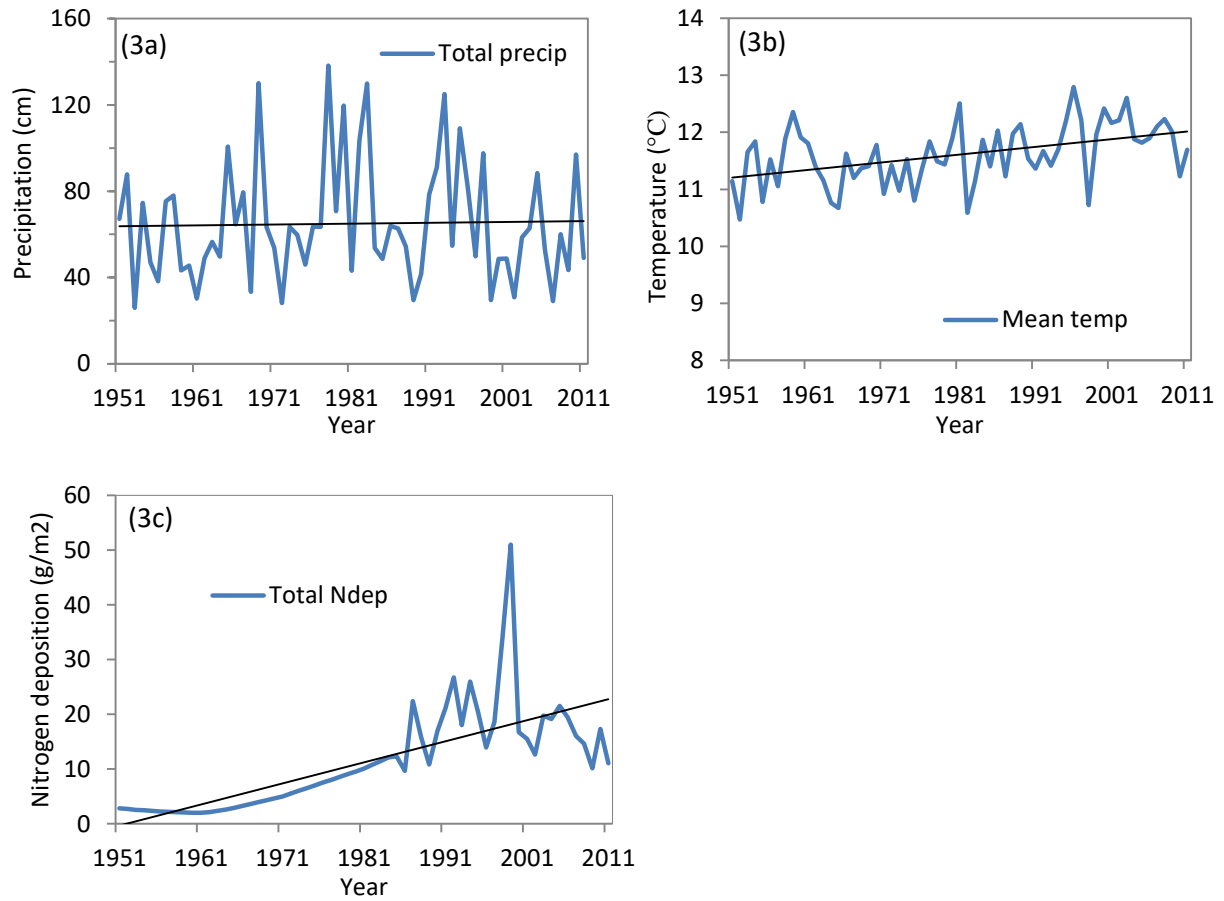 (3a)
Total precip
Precipitation (cm)
160
120
80
40
0
1951 1961 1971 1981 1991 2001 2011
Year
(3b)
Mean temp
Temperature (°C)
14
13
12
11
10
9
8
1951 1961 1971 1981 1991 2001 2011
Year
(3c)
Total Ndep
Nitrogen deposition (g/m2)
60
50
40
30
20
10
0
1951 1961 1971 1981 1991 2001 2011
Year